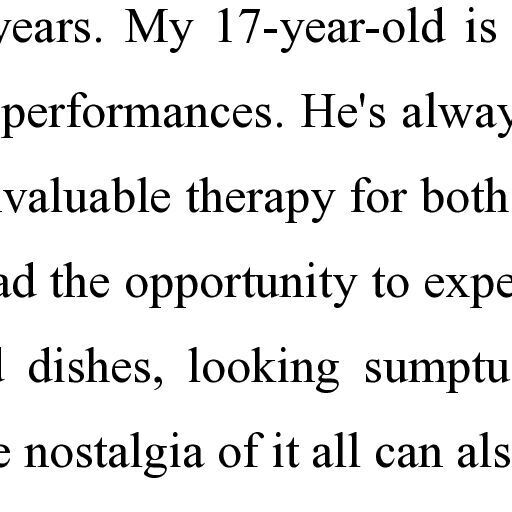 years. My 17-year-old is
performances. He's alway
valuable therapy for both
ad the opportunity to expe
dishes, looking sumptu
e nostalgia of it all can als